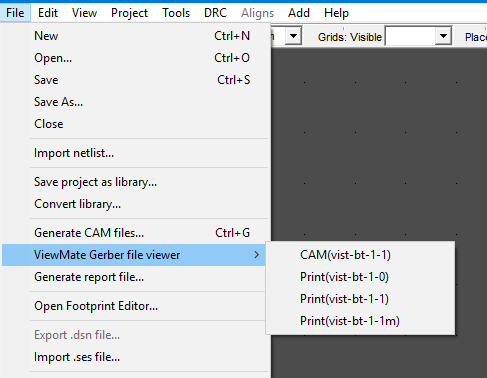 File View Project Tools DRC Aligns Add Help
New Ctrl+N
Open... Ctrl+O
Grids: Visible Place
Save Ctrl+S
Save As...
Close
Import netlist...
Save project as library...
Convert library...
Generate CAM files... Ctrl+G
ViewMate Gerber file viewer
CAM(vist-bt-1-1)
Generate report file...
Print(vist-bt-1-0)
Print(vist-bt-1-1)
Open Footprint Editor...
Print(vist-bt-1-1m)
Export .dsn file...
Import .ses file...